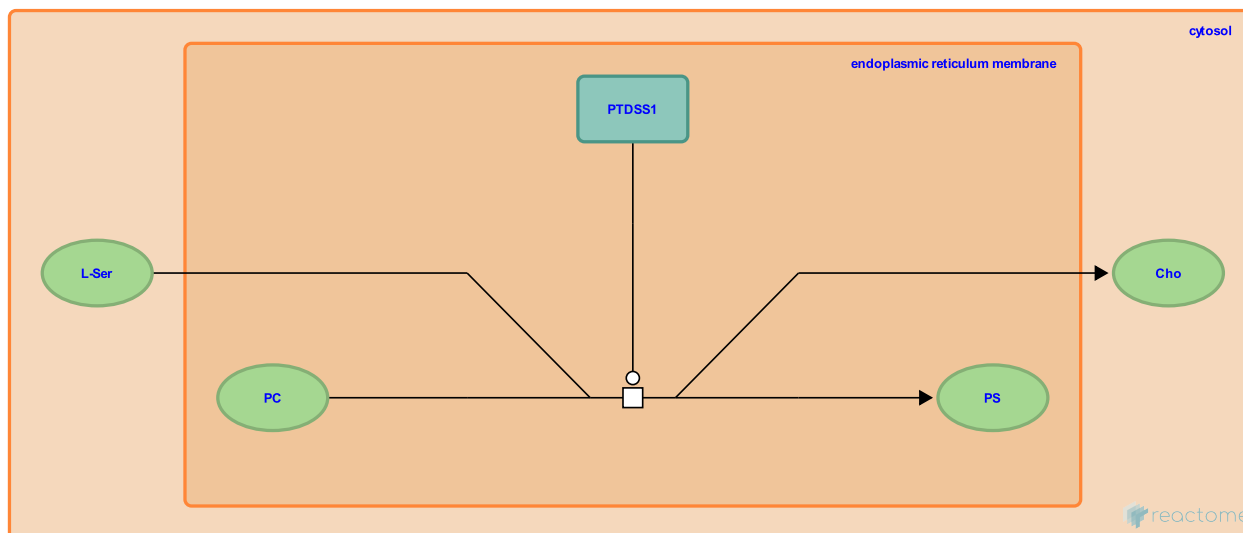 cytosol
endoplasmic reticulum membrane
PTDSS1
L-Ser
Cho
PC
PS
reactome